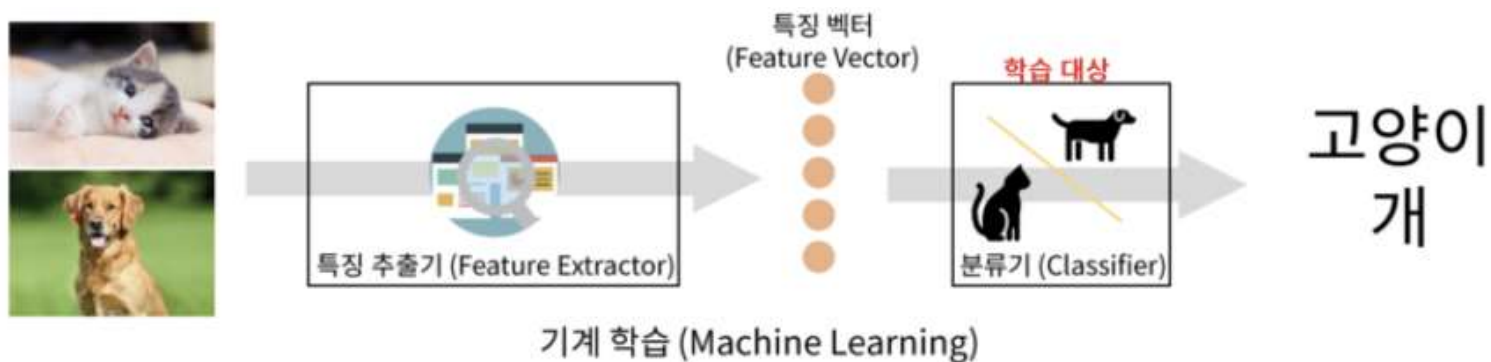 특징 벡터
(Feature Vector)
학습 대상
특징 추출기 (Feature Extractor)
분류기 (Classifier)
고양이
개
기계 학습 (Machine Learning)